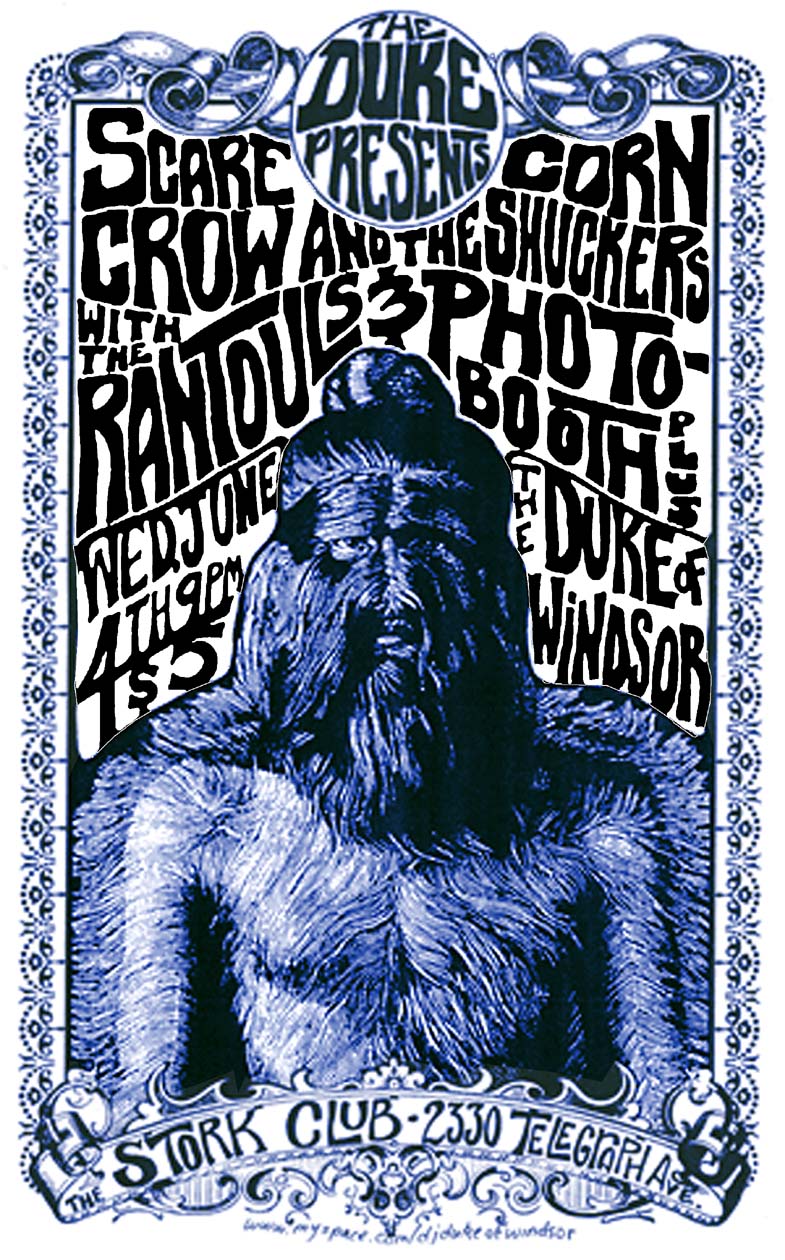 THE
DUKE
PRESENTS
SCARE CORN
CROW AND THE SHUCKERS
WITH
THE
RANTOULS & PHOTO-
BOOTH
PLUS
WED, JUNE
4TH 9PM
$5
THE
DUKE OF
WINDSOR
THE STORK CLUB - 2330 TELEGRAPH AVE
www.myspace.com/djdukeofwindsor